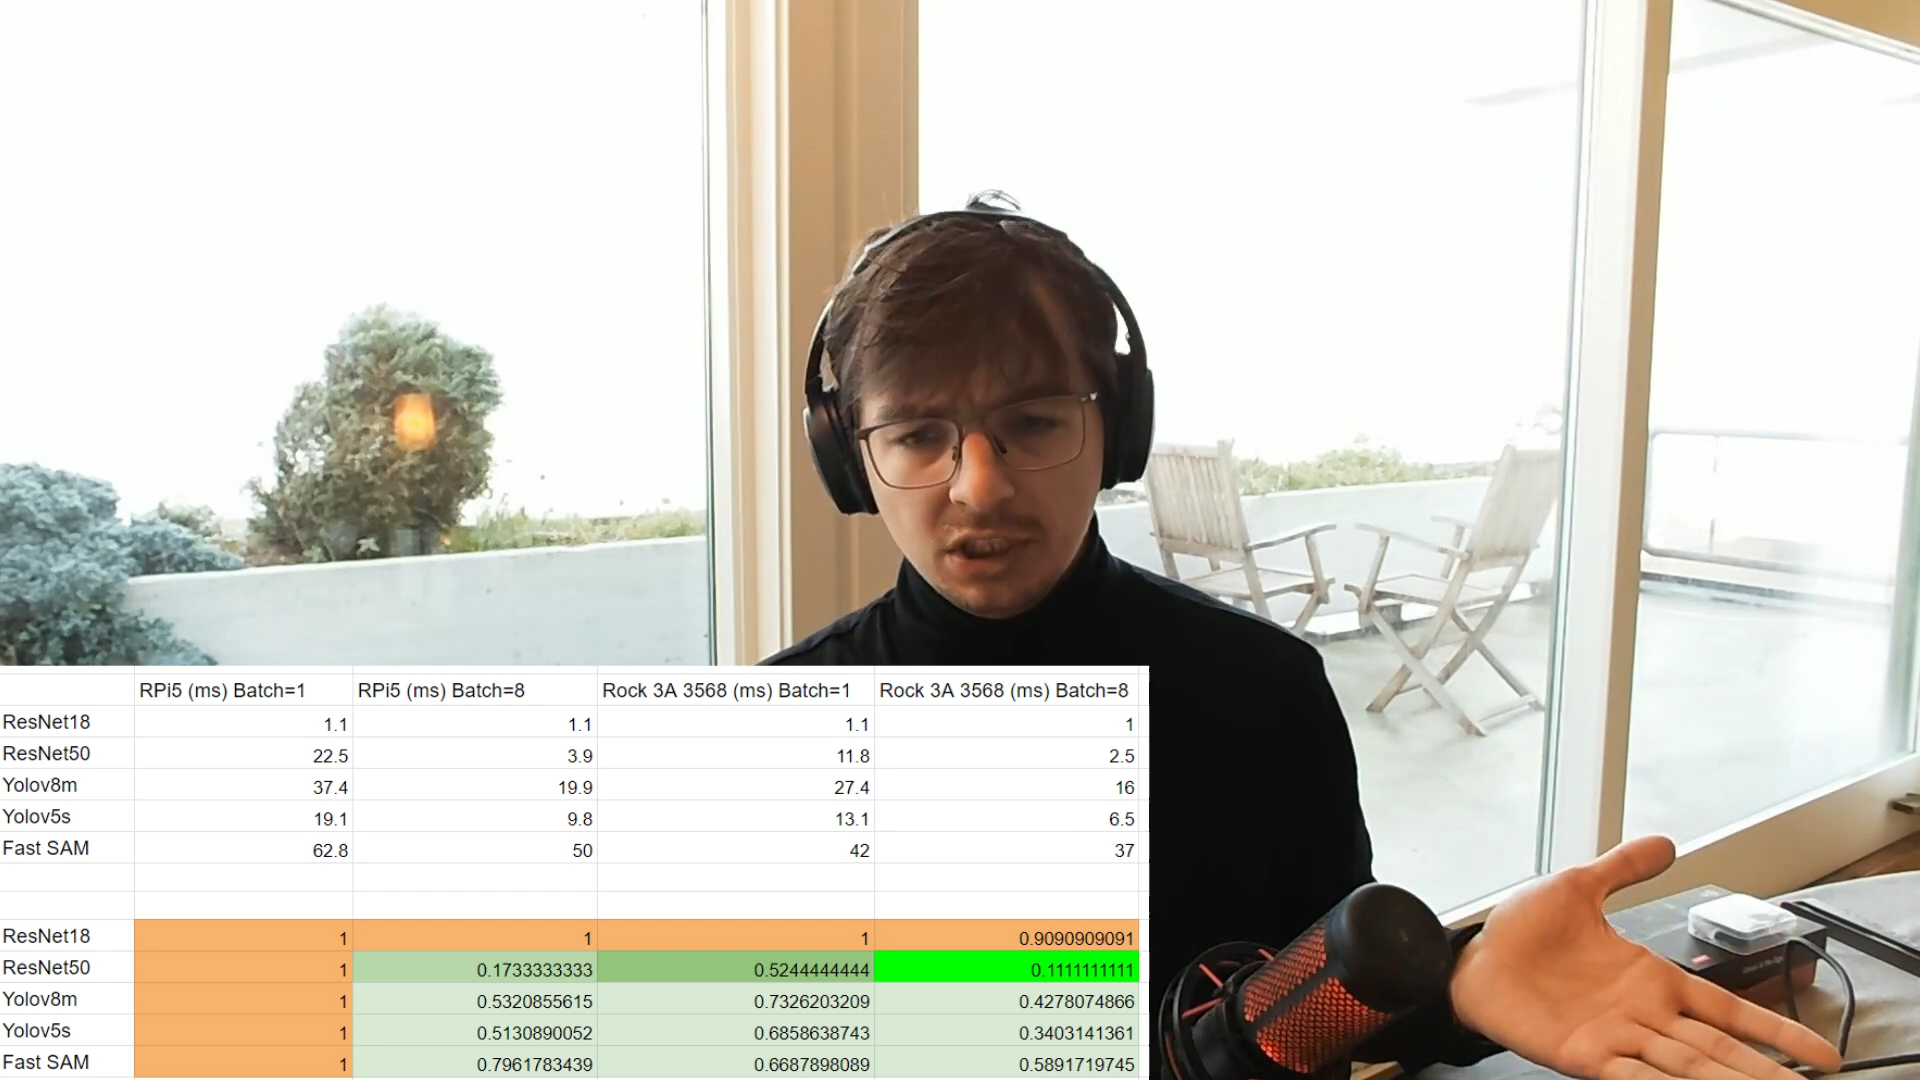 RPi5 (ms) Batch=1 RPi5 (ms) Batch=8 Rock 3A 3568 (ms) Batch=1 Rock 3A 3568 (ms) Batch=8
ResNet18 1.1 1.1 1.1 1
ResNet50 22.5 3.9 11.8 2.5
Yolov8m 37.4 19.9 27.4 16
Yolov5s 19.1 9.8 13.1 6.5
Fast SAM 62.8 50 42 37
ResNet18 1 1 1 0.9090909091
ResNet50 1 0.1733333333 0.5244444444 0.1111111111
Yolov8m 1 0.5320855615 0.7326203209 0.4278074866
Yolov5s 1 0.5130890052 0.6858638743 0.3403141361
Fast SAM 1 0.7961783439 0.6687898089 0.5891719745